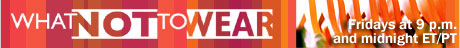 WHAT NOT TO WEAR
Fridays at 9 p.m.
and midnight ET/PT